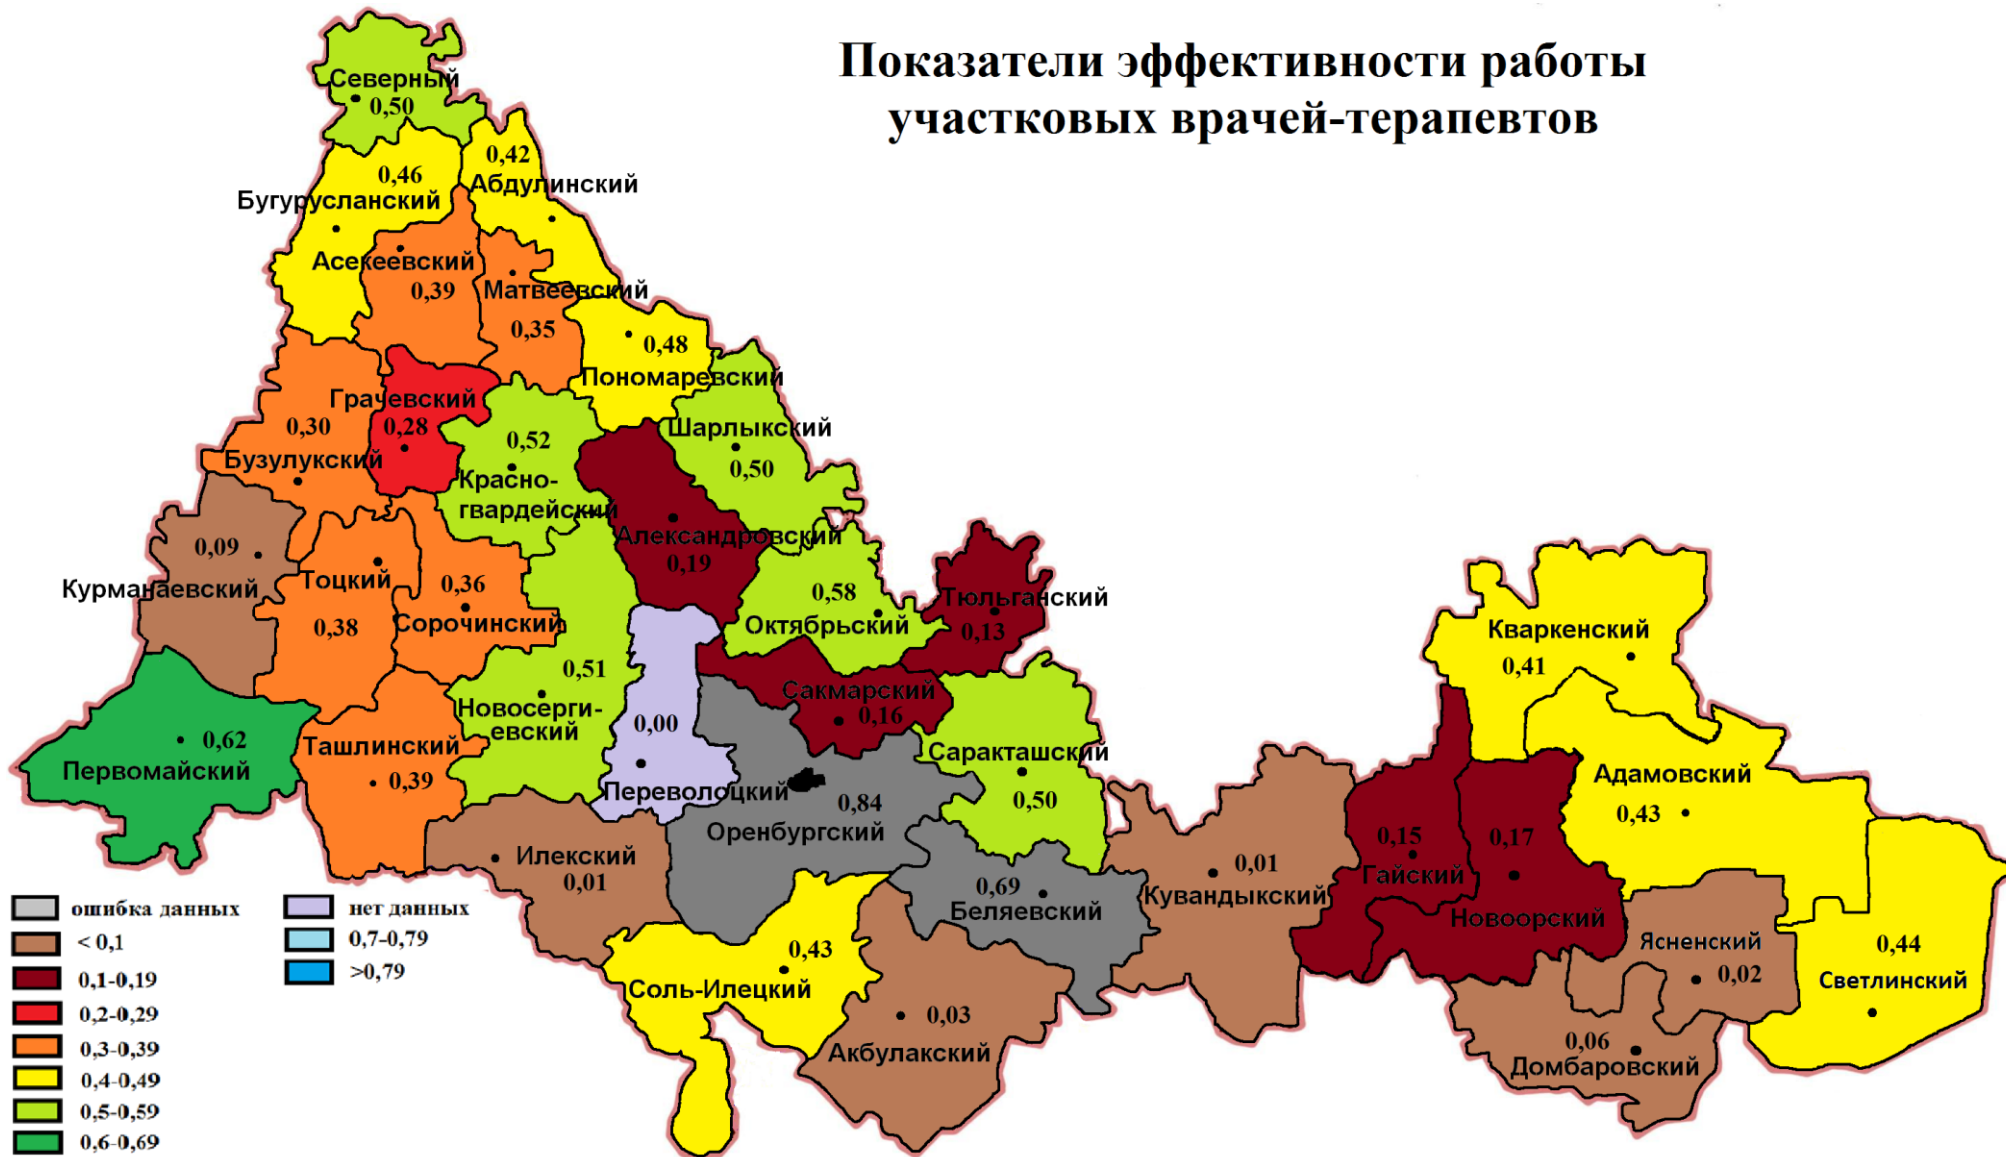 Показатели эффективности работы
участковых врачей-терапевтов
Северный
0,50
0,42
Абдулинский
0,46
Бугурусланский
Асекеевский
0,39
Матвеевский
0,35
0,48
Пономаревский
Грачевский
0,28
0,30
Бузулукский
0,52
Красно-
гвардейский
Шарлыкский
0,50
Александровский
0,19
0,09
Курманаевский
Тоцкий
0,38
0,36
Сорочинский
0,58
Октябрьский
Тюльганский
0,13
Кваркенский
0,41
0,51
Новосерги-
евский
Сакмарский
0,16
0,00
Переволоцкий
0,62
Первомайский
Ташлинский
0,39
Саракташский
0,50
0,84
Оренбургский
Адамовский
0,43
0,15
Гайский
0,17
Новоорский
Илекский
0,01
0,69
Беляевский
0,01
Кувандыкский
0,43
Соль-Илецкий
0,03
Акбулакский
Ясненский
0,02
0,44
Светлинский
0,06
Домбаровский
ошибка данных
< 0,1
0,1-0,19
0,2-0,29
0,3-0,39
0,4-0,49
0,5-0,59
0,6-0,69
нет данных
0,7-0,79
>0,79